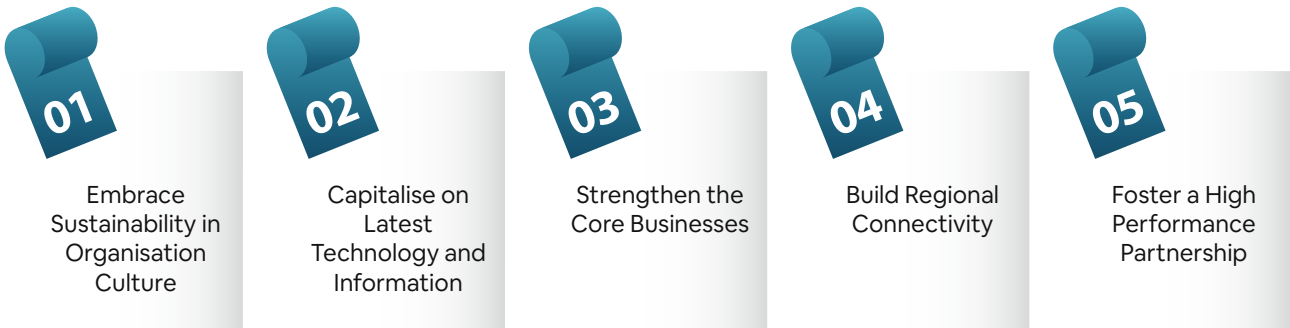 01
Embrace
Sustainability in
Organisation
Culture
02
Capitalise on
Latest
Technology and
Information
03
Strengthen the
Core Businesses
04
Build Regional
Connectivity
05
Foster a High
Performance
Partnership